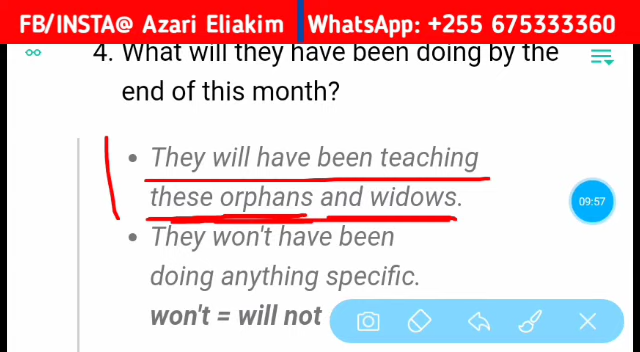 FB/INSTA@ Azari Eliakim WhatsApp: +255 675333360
4. What will they have been doing by the
end of this month?
• They will have been teaching
these orphans and widows.
09:57
• They won't have been
doing anything specific.
won't = will not